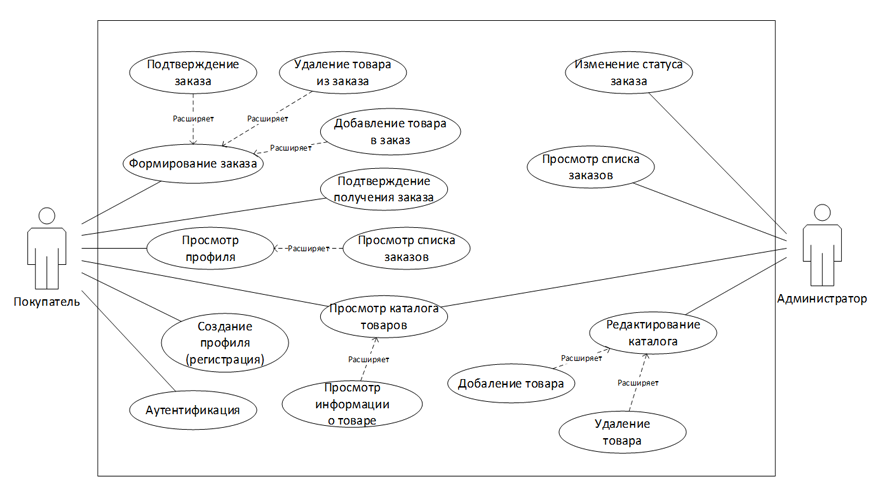 Подтверждение
заказа
Удаление товара
из заказа
Изменение статуса
заказа
Расширяет
Расширяет
Добавление товара
в заказ
Расширяет
Формирование заказа
Просмотр списка
заказов
Подтверждение
получения заказа
Просмотр
профиля
Расширяет
Просмотр списка
заказов
Покупатель
Администратор
Просмотр каталога
товаров
Создание
профиля
(регистрация)
Редактирование
каталога
Расширяет
Расширяет
Расширяет
Добаление товара
Просмотр
информации
о товаре
Аутентификация
Удаление
товара